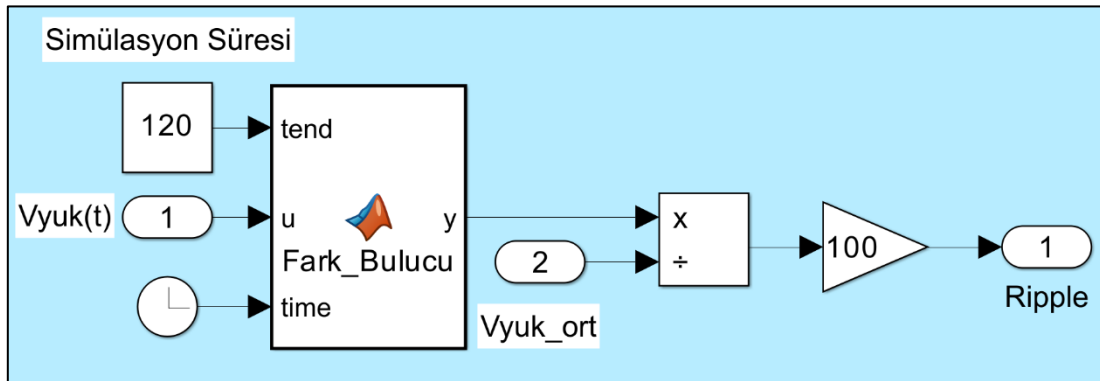 Simülasyon Süresi
120
tend
Vyuk(t)
1
u
y
Fark_Bulucu
time
2
Vyuk_ort
x
÷
100
1
Ripple